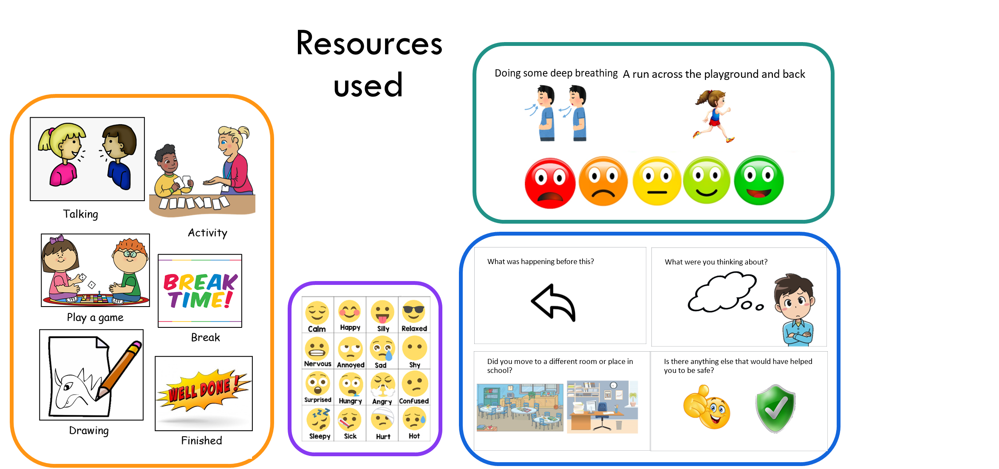 Resources
used
Talking
Activity
Play a game
BREAK
TIME!
Break
Drawing
WELL DONE !
Finished
Calm
Happy
Silly
Relaxed
Nervous
Annoyed
Sad
Shy
Surprised
Hungry
Angry
Confused
zzz
Sleepy
Sick
Hurt
Hot
Doing some deep breathing
A run across the playground and back
What was happening before this?
What were you thinking about?
Did you move to a different room or place in
school?
Is there anything else that would have helped
you to be safe?